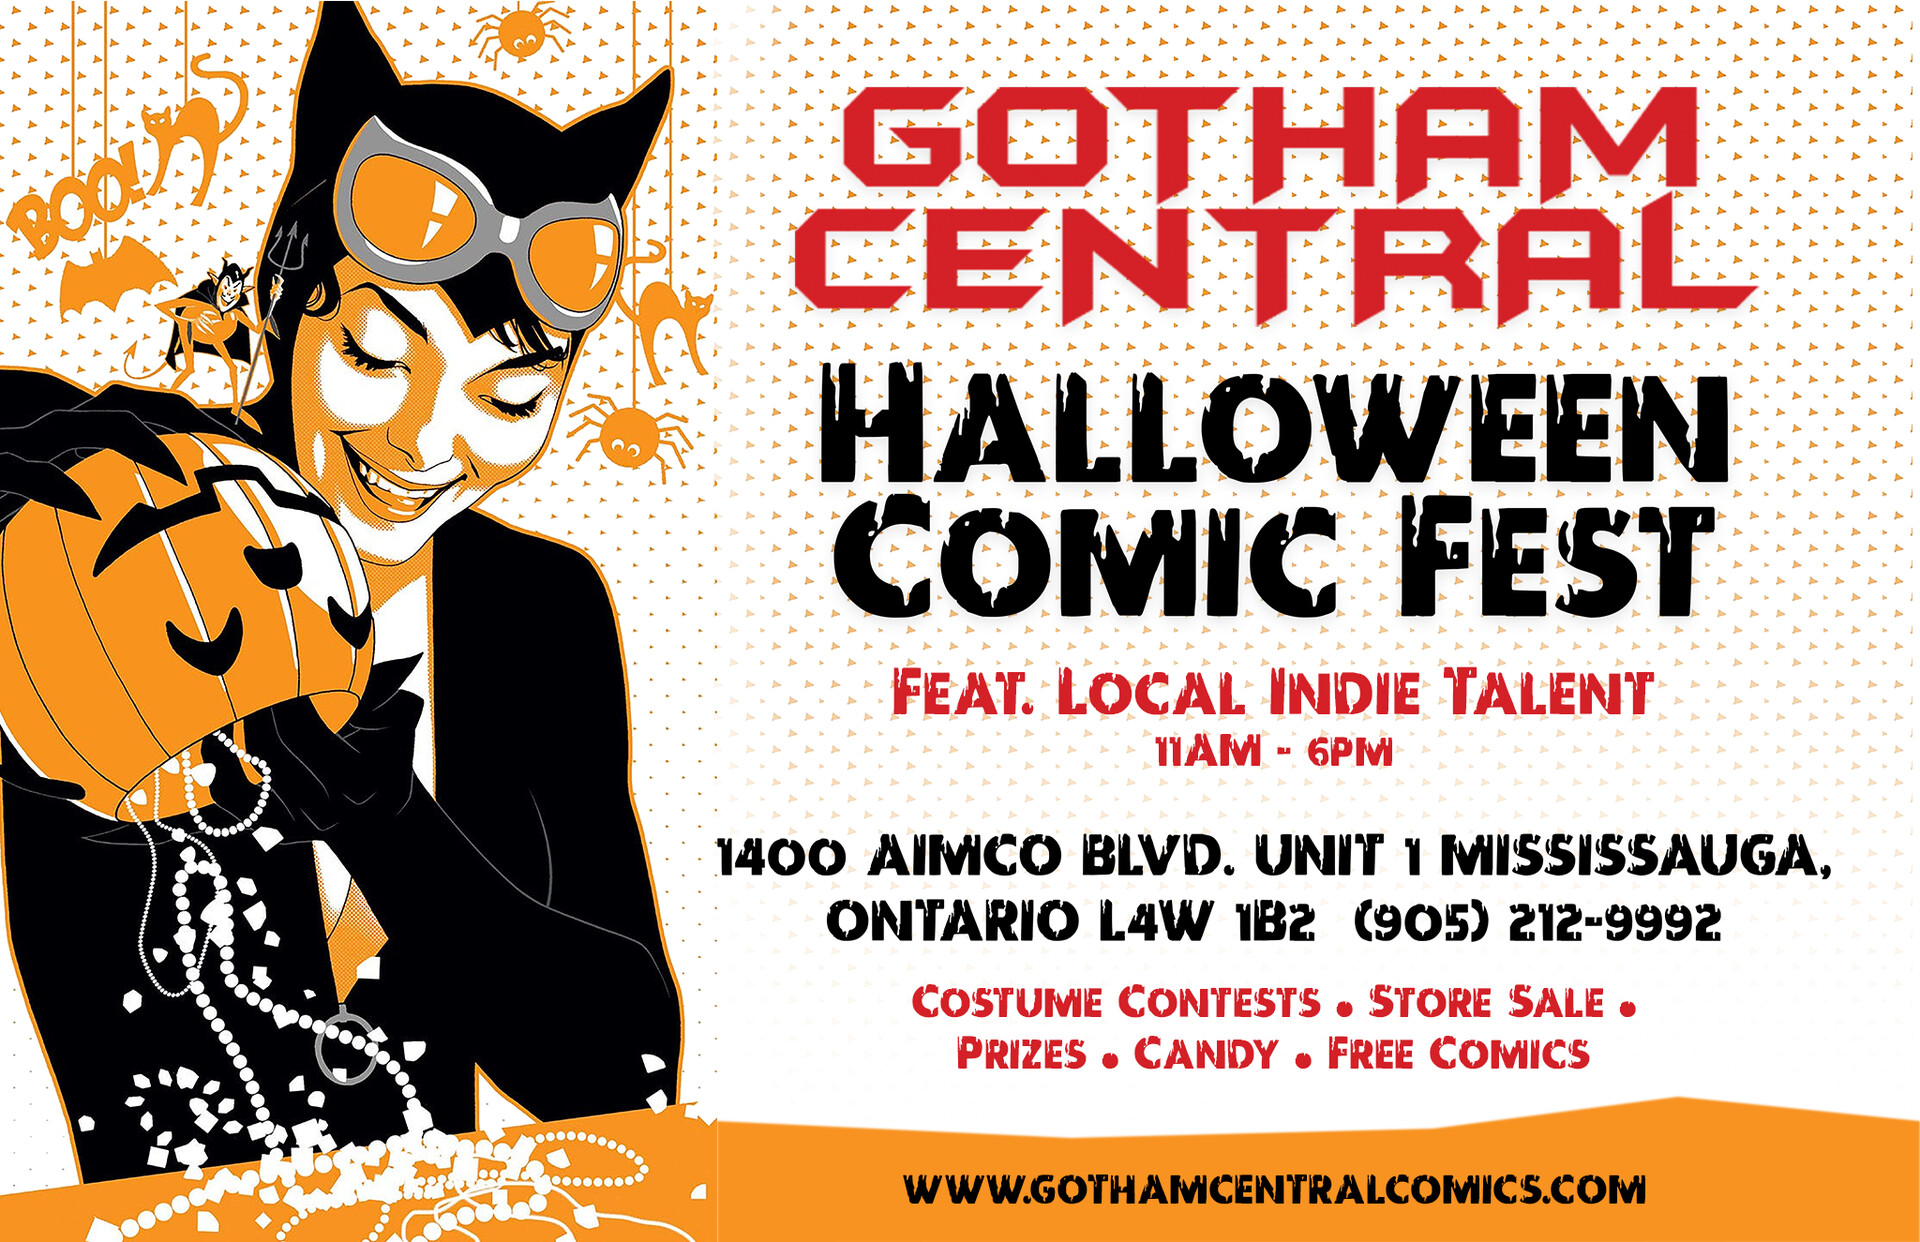 BOO!
GOTHAM
CENTRAL
HALLOWEEN
COMIC FEST
FEAT. LOCAL INDIE TALENT
11AM - 6PM
1400 AIMCO BLVD. UNIT 1 MISSISSAUGA,
ONTARIO L4W 1B2 (905) 212-9992
COSTUME CONTESTS • STORE SALE •
PRIZES • CANDY • FREE COMICS
WWW.GOTHAMCENTRALCOMICS.COM